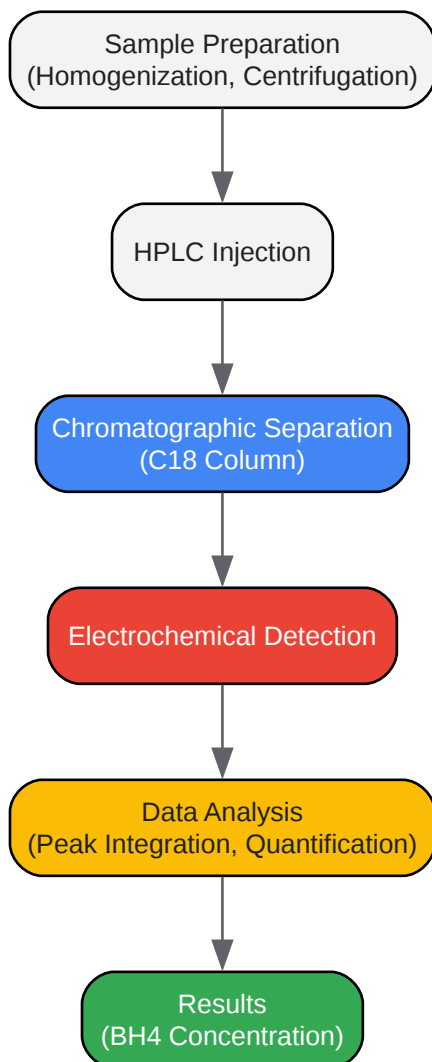 Sample Preparation
(Homogenization, Centrifugation)
HPLC Injection
Chromatographic Separation
(C18 Column)
Electrochemical Detection
Data Analysis
(Peak Integration, Quantification)
Results
(BH4 Concentration)